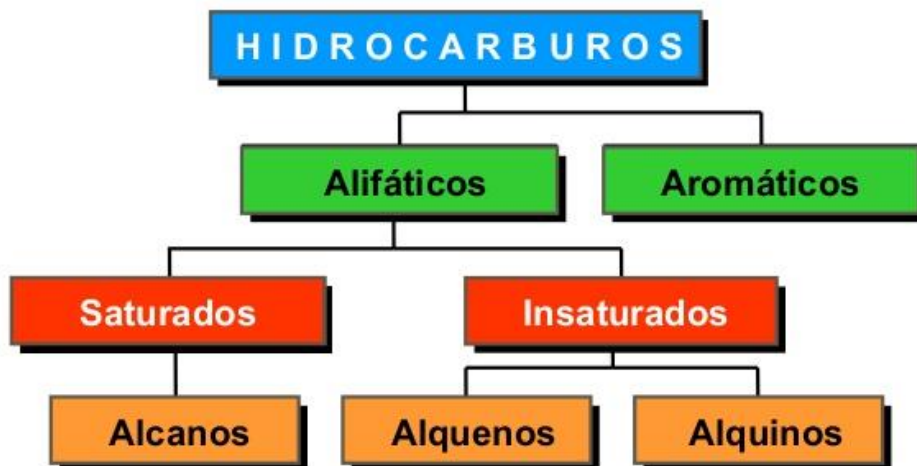 HIDROCARBUROS
Alifáticos
Aromáticos
Saturados
Insaturados
Alcanos
Alquenos
Alquinos